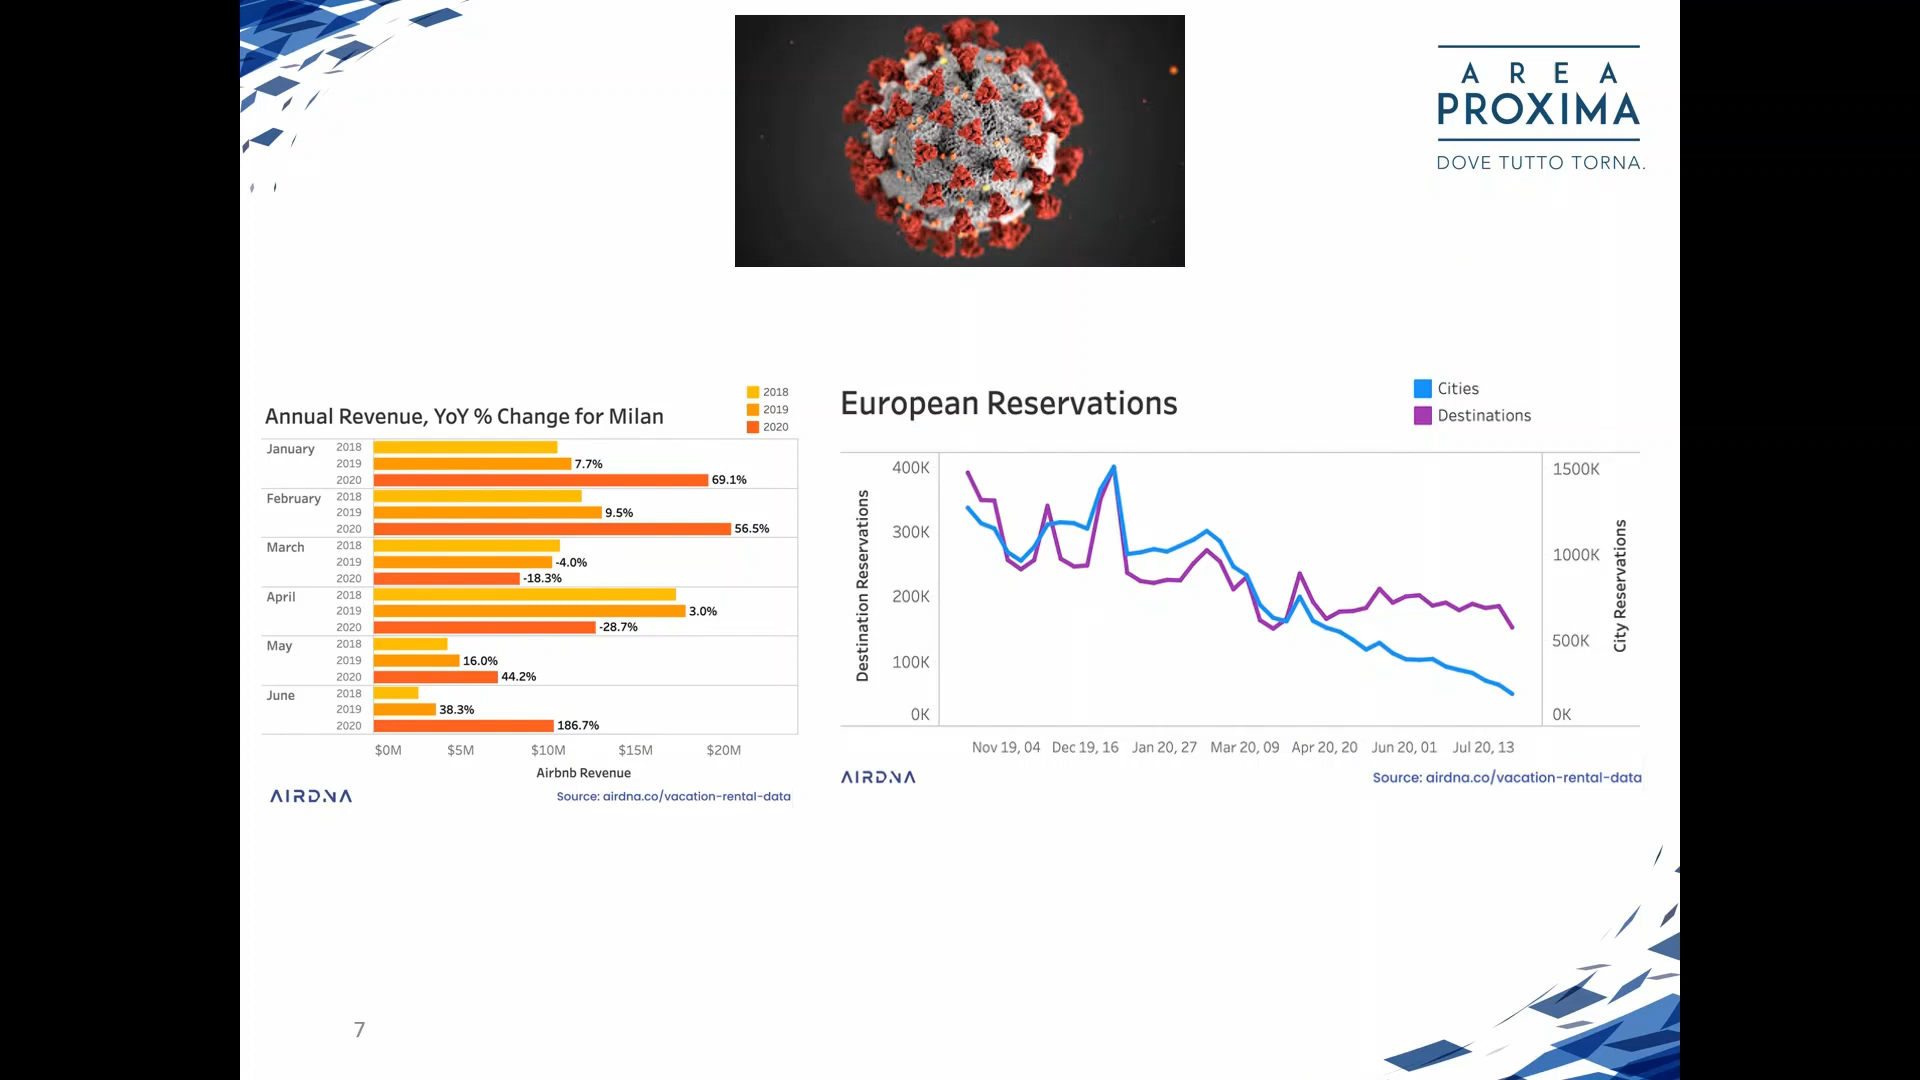 AREA
PROXIMA
DOVE TUTTO TORNA.
Annual Revenue, YoY % Change for Milan
2018
2019
2020
January 2018
2019 7.7%
2020 69.1%
February 2018
2019 9.5%
2020 56.5%
March 2018
2019 -4.0%
2020 -18.3%
April 2018
2019 3.0%
2020 -28.7%
May 2018
2019 16.0%
2020 44.2%
June 2018
2019 38.3%
2020 186.7%
$0M $5M $10M $15M $20M
Airbnb Revenue
AIRDNA
Source: airdna.co/vacation-rental-data
European Reservations
Cities
Destinations
Destination Reservations
400K
300K
200K
100K
0K
1500K
1000K
500K
0K
City Reservations
Nov 19, 04 Dec 19, 16 Jan 20, 27 Mar 20, 09 Apr 20, 20 Jun 20, 01 Jul 20, 13
AIRDNA
Source: airdna.co/vacation-rental-data
7